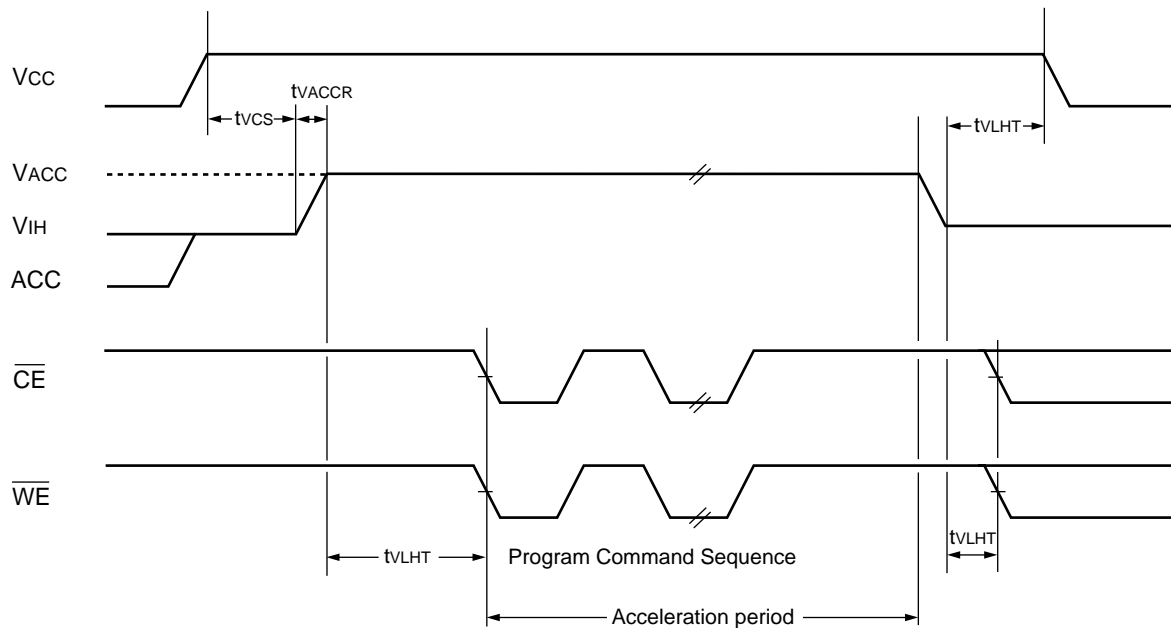 VCC
tVACCR
tVCS
tVLHT
VACC
VIH
ACC
CE
WE
tVLHT
tVLHT Program Command Sequence
Acceleration period